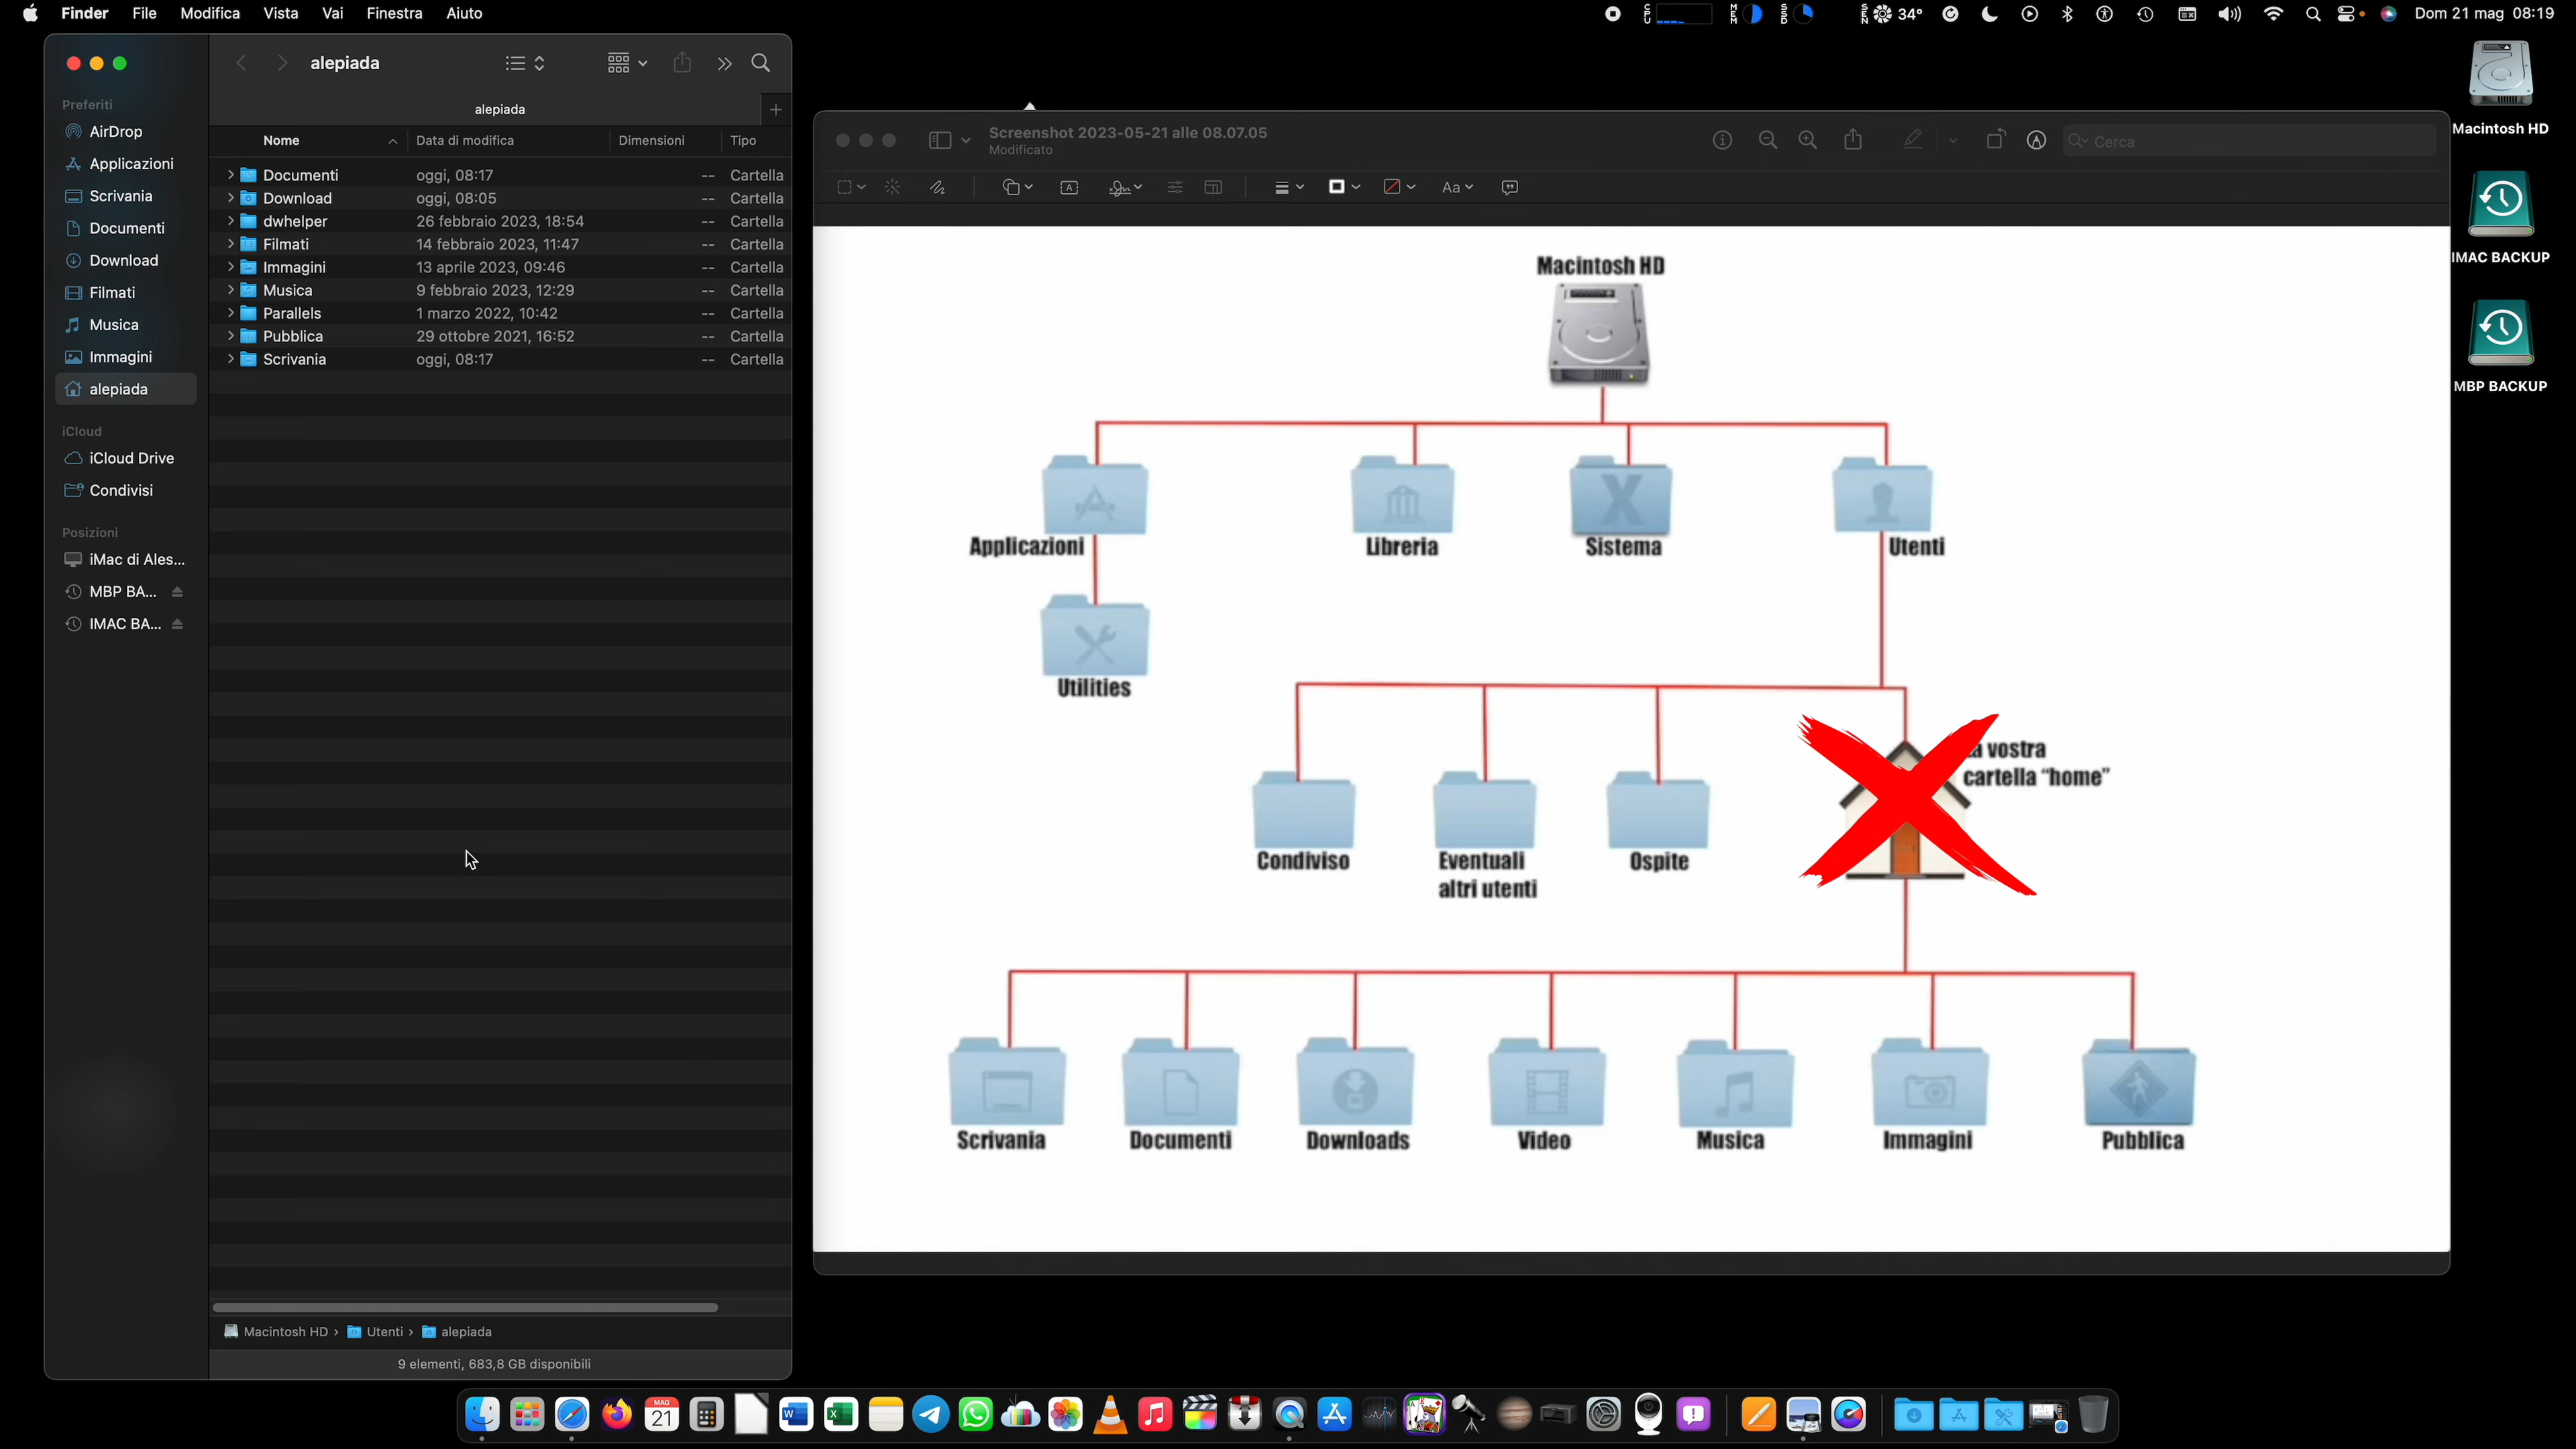 Finder File Modifica Vista Vai Finestra Aiuto
CPU MEM SSD SEN 34° Dom 21 mag 08:19
alepiada
alepiada
Preferiti
AirDrop
Applicazioni
Scrivania
Documenti
Download
Filmati
Musica
Immagini
alepiada
iCloud
iCloud Drive
Condivisi
Posizioni
iMac di Ales...
MBP BA...
IMAC BA...
Nome Data di modifica Dimensioni Tipo
Documenti oggi, 08:17 -- Cartella
Download oggi, 08:05 -- Cartella
dwhelper 26 febbraio 2023, 18:54 -- Cartella
Filmati 14 febbraio 2023, 11:47 -- Cartella
Immagini 13 aprile 2023, 09:46 -- Cartella
Musica 9 febbraio 2023, 12:29 -- Cartella
Parallels 1 marzo 2022, 10:42 -- Cartella
Pubblica 29 ottobre 2021, 16:52 -- Cartella
Scrivania oggi, 08:17 -- Cartella
Macintosh HD › Utenti › alepiada
9 elementi, 683,8 GB disponibili
Screenshot 2023-05-21 alle 08.07.05
Modificato
Cerca
Aa
Macintosh HD
Applicazioni
Libreria
Sistema
Utenti
Utilities
Condiviso
Eventuali
altri utenti
Ospite
vostra
cartella “home”
Scrivania
Documenti
Downloads
Video
Musica
Immagini
Pubblica
Macintosh HD
IMAC BACKUP
MBP BACKUP
MAG
21